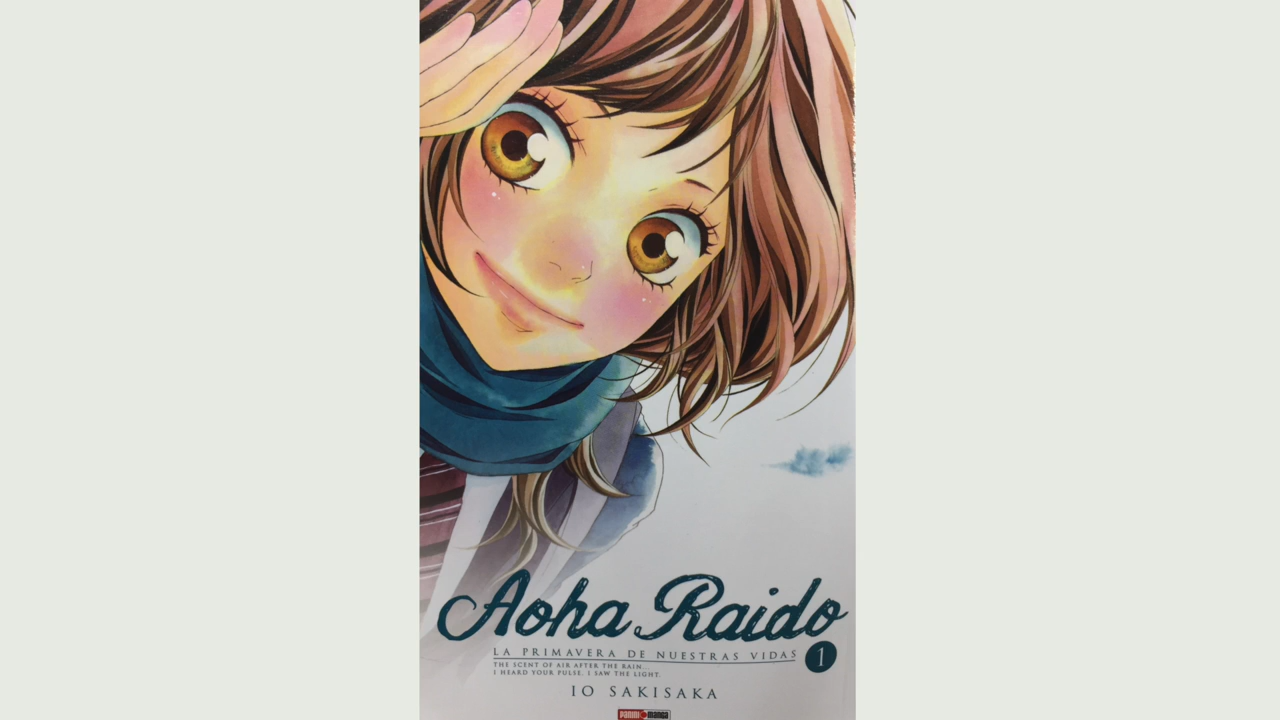 Aoha Raido
LA PRIMAVERA DE NUESTRAS VIDAS
1
THE SCENT OF AIR AFTER THE RAIN...
I HEARD YOUR PULSE. I SAW THE LIGHT.
IO SAKISAKA
PANINI manga